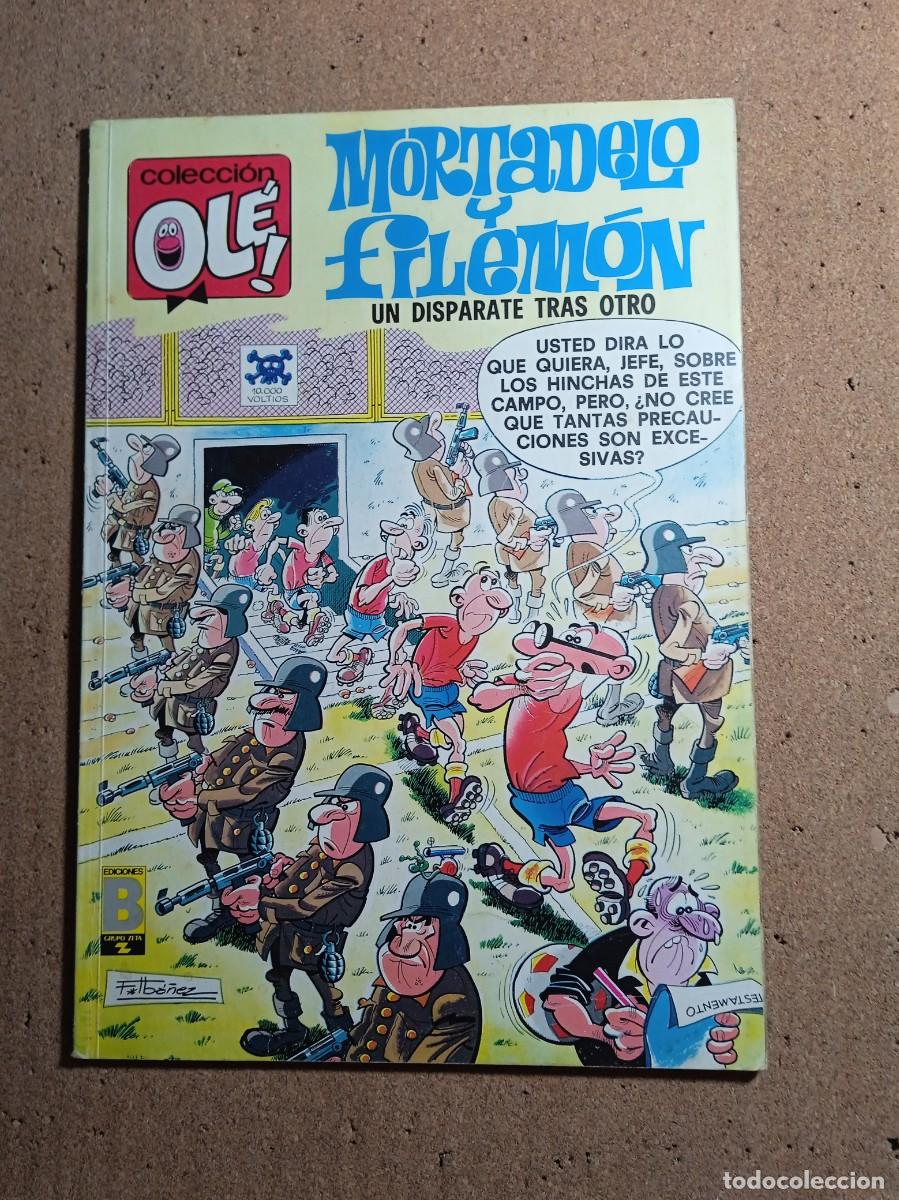 colección
OLÉ!
MORTADELO
Y
FILEMÓN
UN DISPARATE TRAS OTRO
USTED DIRA LO
QUE QUIERA, JEFE, SOBRE
LOS HINCHAS DE ESTE
CAMPO, PERO, ¿NO CREE
QUE TANTAS PRECAU-
CIONES SON EXCE-
SIVAS?
10.000
VOLTIOS
EDICIONES
B
GRUPO ZETA
Z
F. Ibáñez
TESTAMENTO
todocoleccion